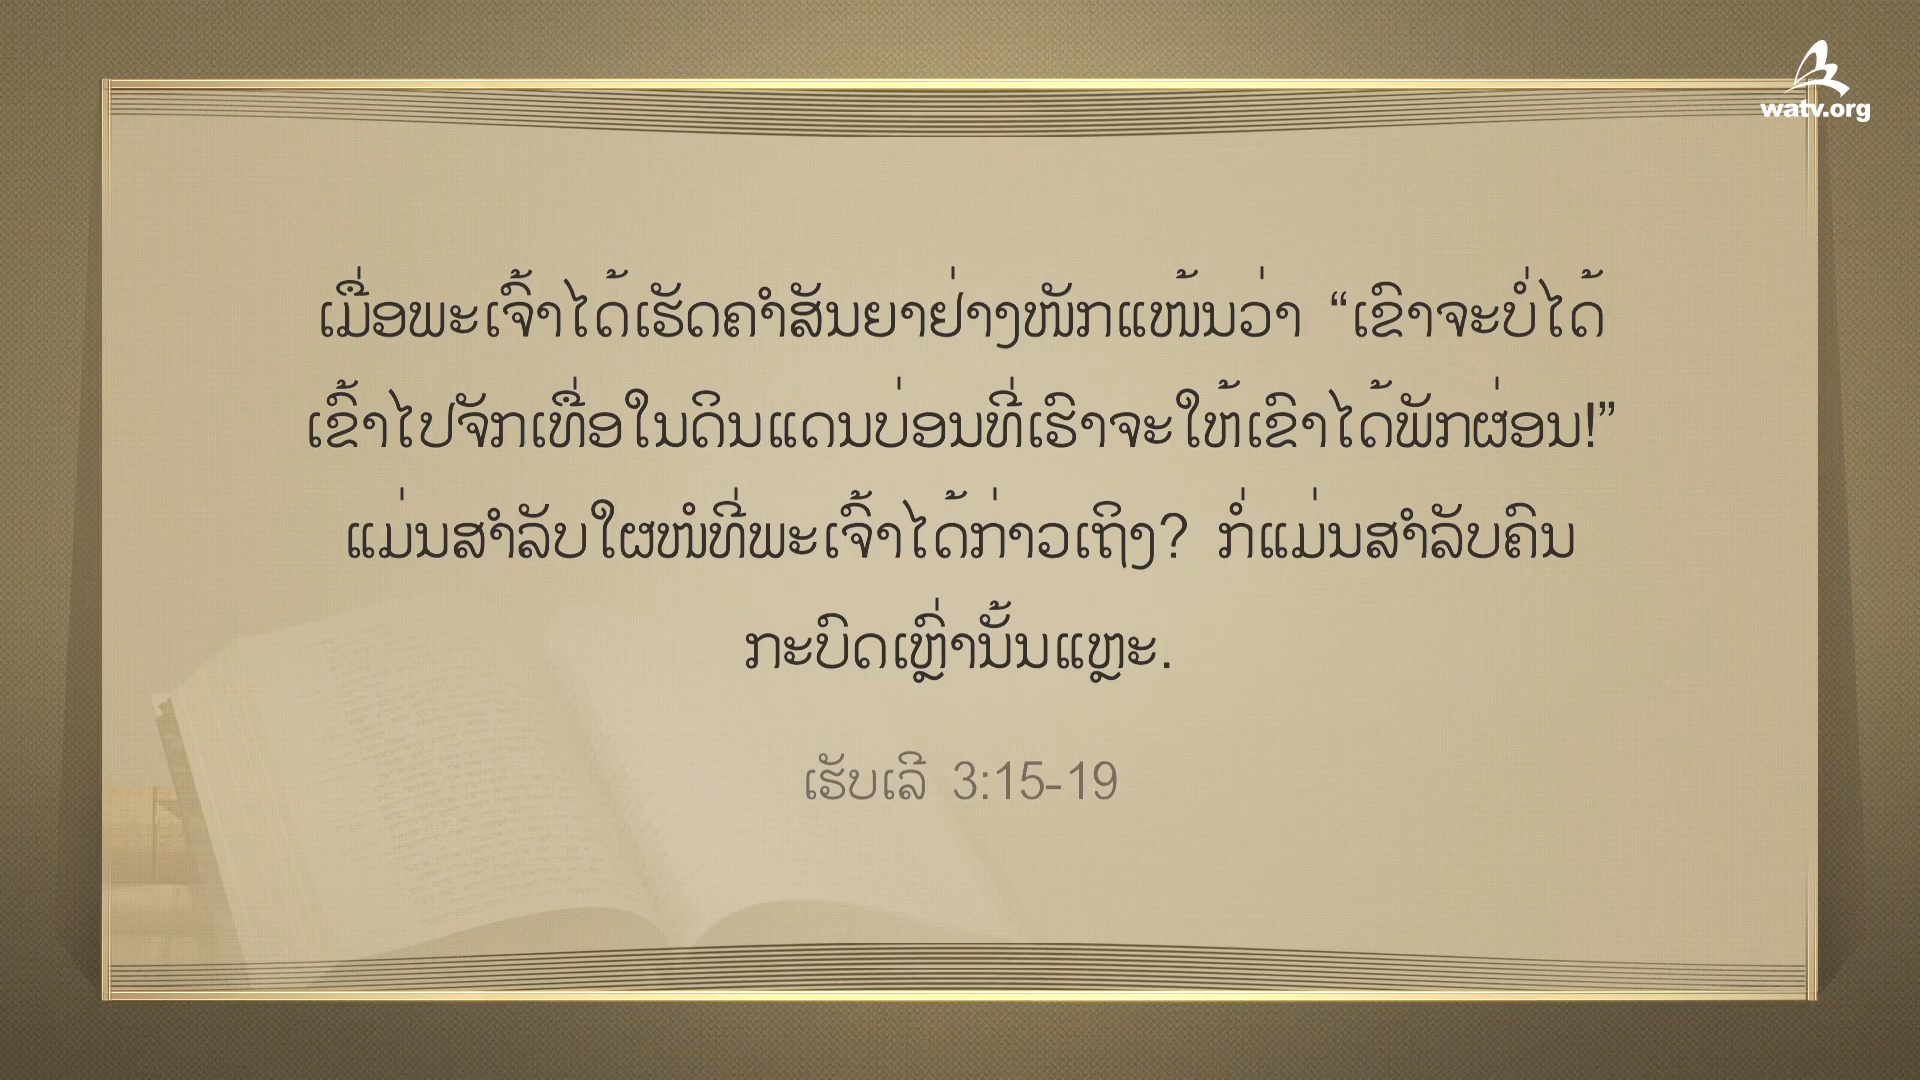 watv.org
ເມື່ອພະເຈົ້າໄດ້ເຮັດຄຳສັນຍາຢ່າງໜັກແໜ້ນວ່າ “ເຂົາຈະບໍ່ໄດ້
ເຂົ້າໄປຈັກເທື່ອໃນດິນແດນບ່ອນທີ່ເຮົາຈະໃຫ້ເຂົາໄດ້ພັກຜ່ອນ!”
ແມ່ນສຳລັບໃຜໜໍທີ່ພະເຈົ້າໄດ້ກ່າວເຖິງ? ກໍ່ແມ່ນສຳລັບຄົນ
ກະບົດເຫຼົ່ານັ້ນແຫຼະ.
ເຮັບເລີ 3:15-19